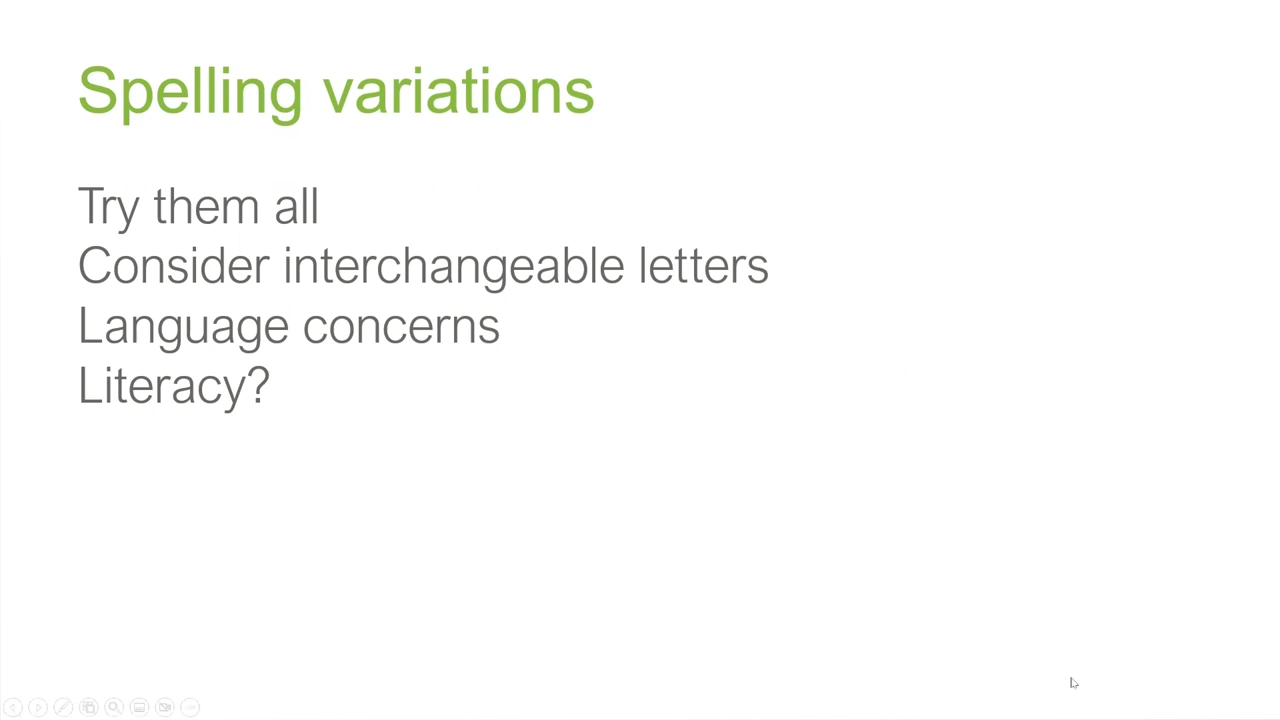 Spelling variations
Try them all
Consider interchangeable letters
Language concerns
Literacy?